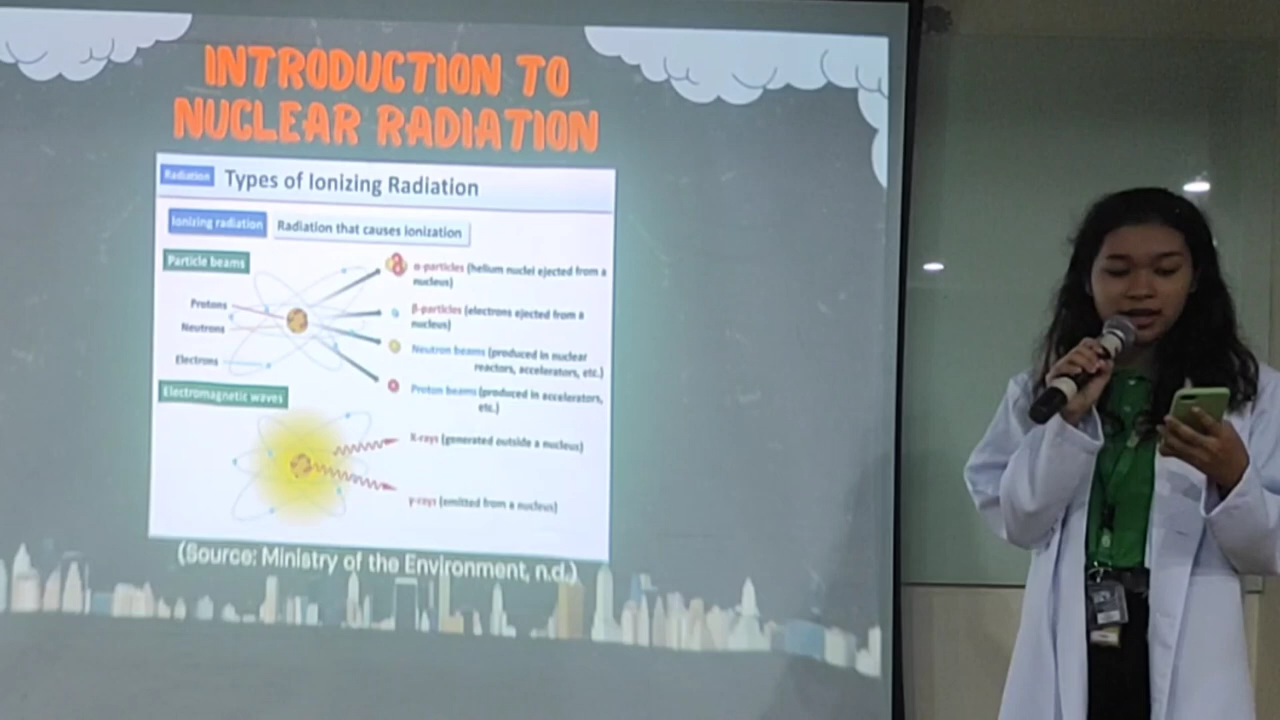 INTRODUCTION TO
NUCLEAR RADIATION
Radiation
Types of Ionizing Radiation
Ionizing radiation
Radiation that causes ionization
Particle beams
α-particles (helium nuclei ejected from a
nucleus)
Protons
β-particles (electrons ejected from a
nucleus)
Neutrons
Neutron beams (produced in nuclear
reactors, accelerators, etc.)
Electrons
Proton beams (produced in accelerators,
etc.)
Electromagnetic waves
X-rays (generated outside a nucleus)
γ-rays (emitted from a nucleus)
(Source: Ministry of the Environment, n.d.)